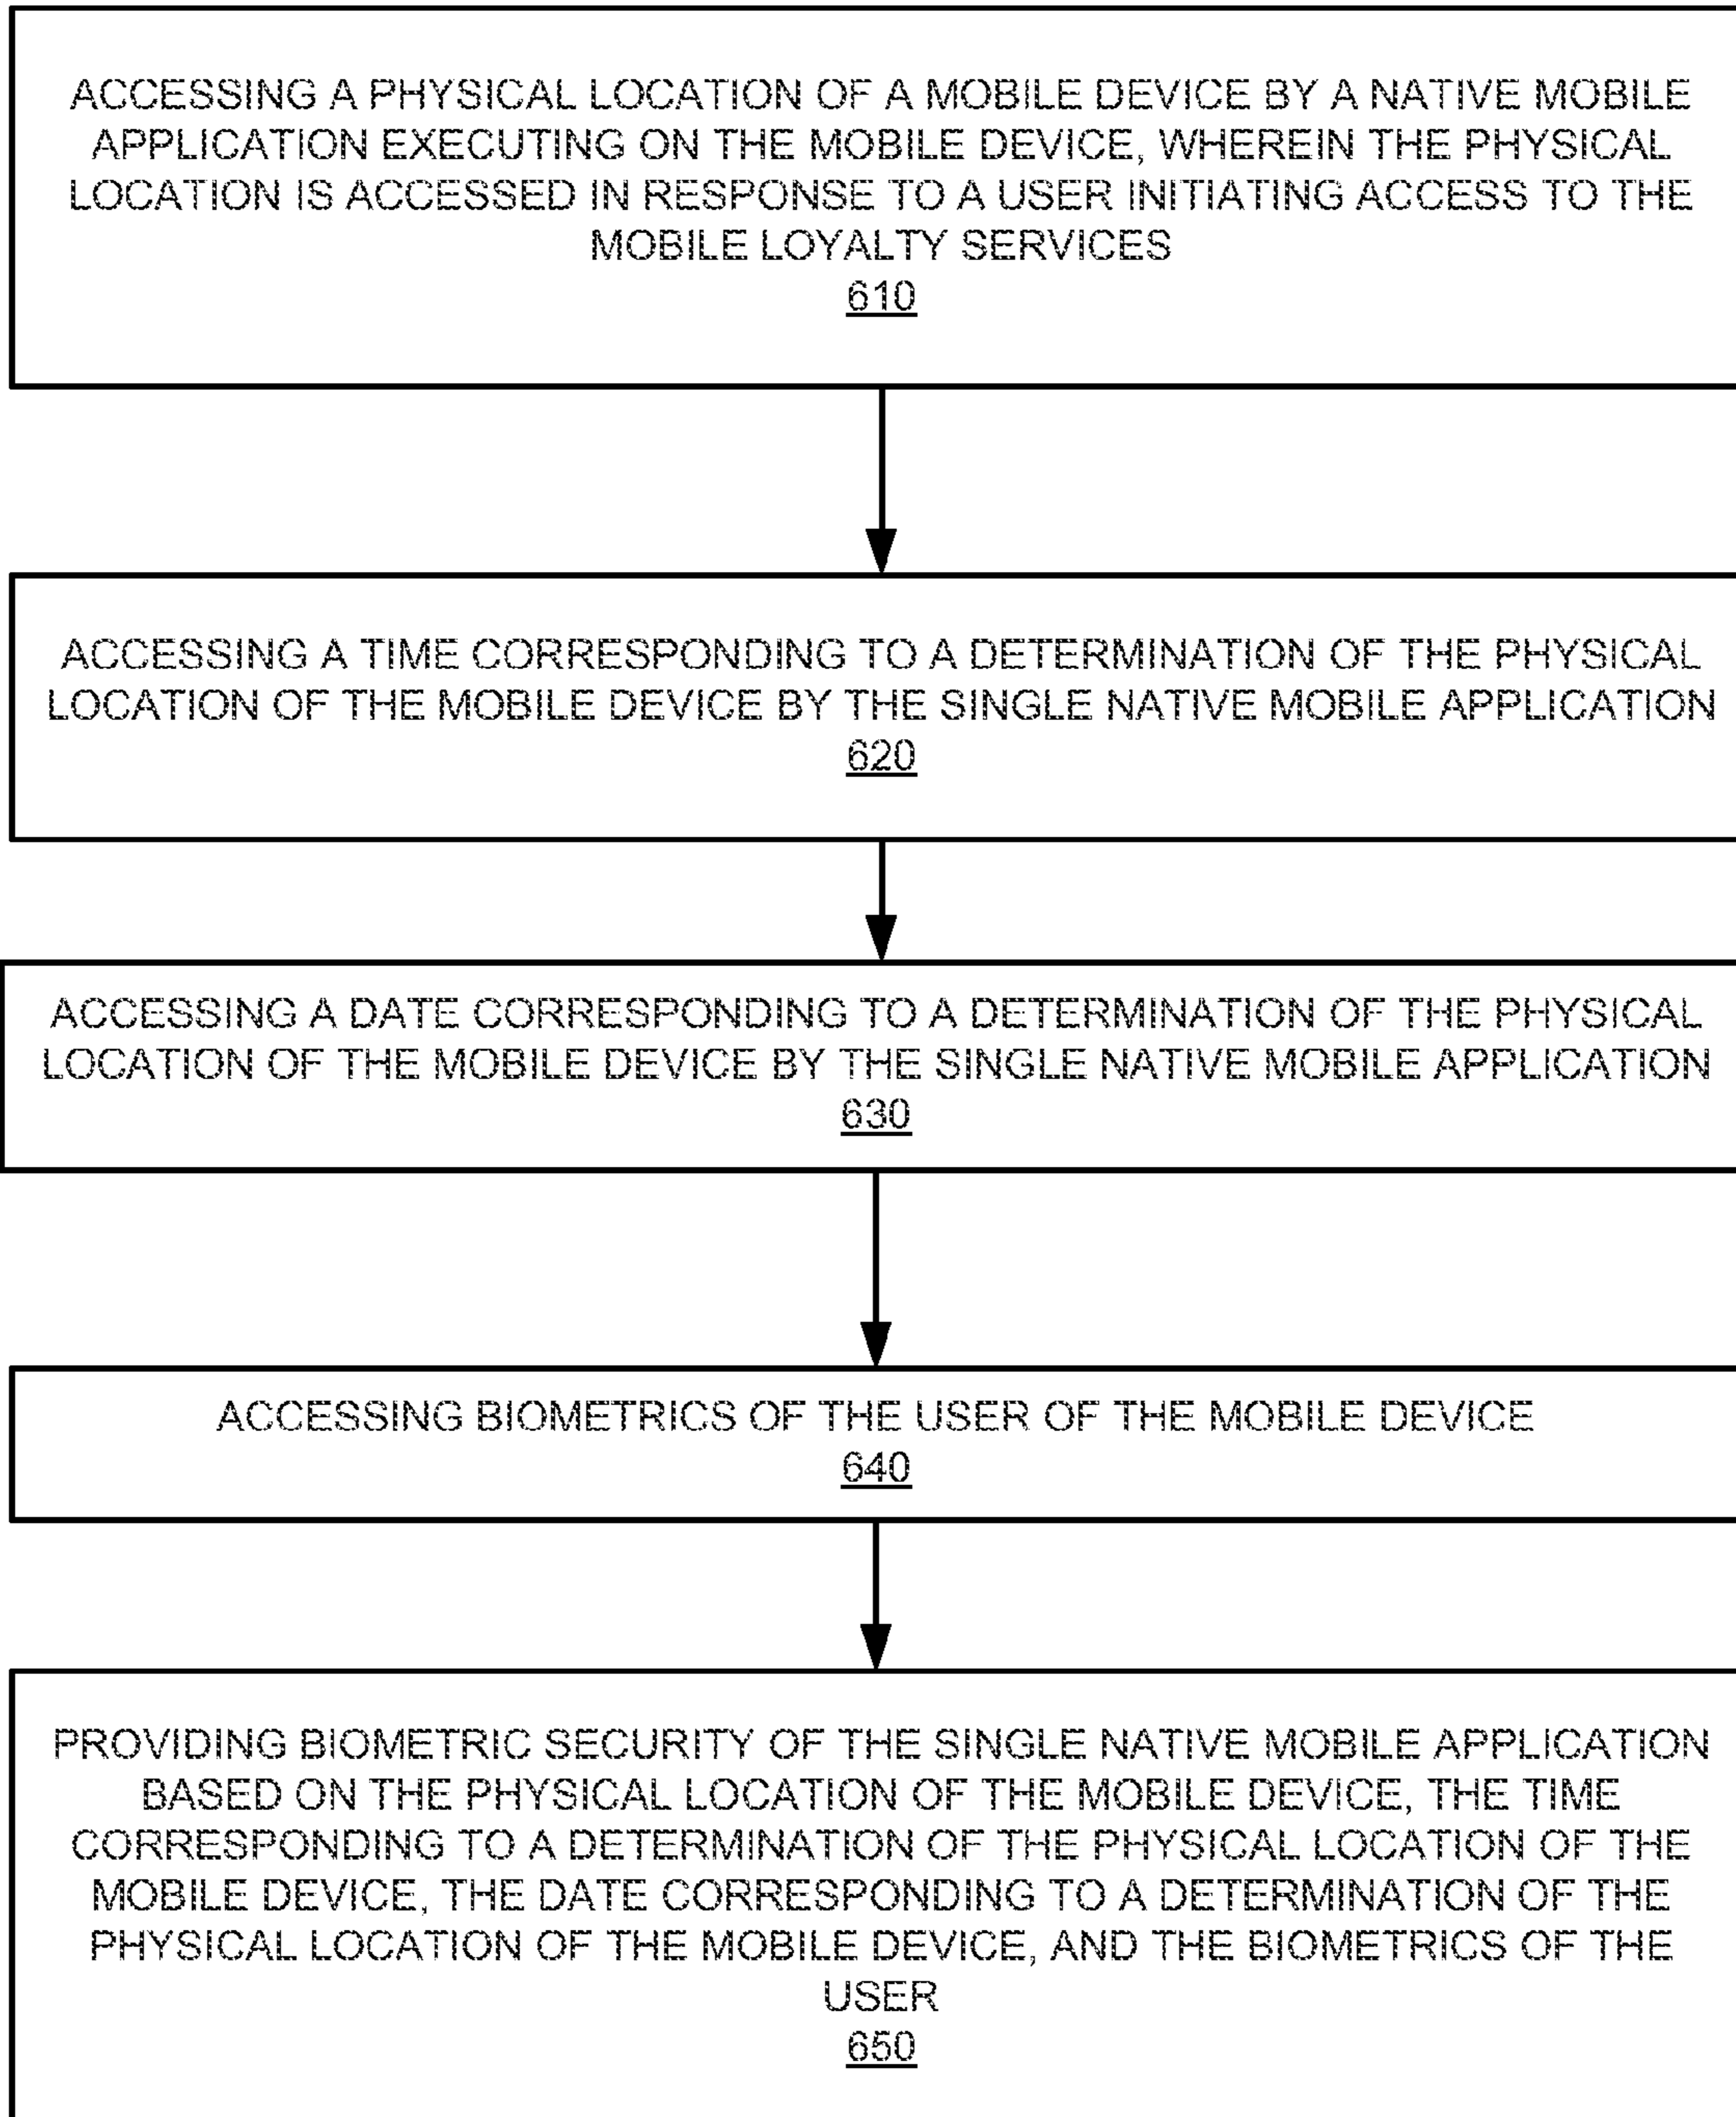 ACCESSING A PHYSICAL LOCATION OF A MOBILE DEVICE BY A NATIVE MOBILE
APPLICATION EXECUTING ON THE MOBILE DEVICE, WHEREIN THE PHYSICAL
LOCATION IS ACCESSED IN RESPONSE TO A USER INITIATING ACCESS TO THE
MOBILE LOYALTY SERVICES
610
ACCESSING A TIME CORRESPONDING TO A DETERMINATION OF THE PHYSICAL
LOCATION OF THE MOBILE DEVICE BY THE SINGLE NATIVE MOBILE APPLICATION
620
ACCESSING A DATE CORRESPONDING TO A DETERMINATION OF THE PHYSICAL
LOCATION OF THE MOBILE DEVICE BY THE SINGLE NATIVE MOBILE APPLICATION
630
ACCESSING BIOMETRICS OF THE USER OF THE MOBILE DEVICE
640
PROVIDING BIOMETRIC SECURITY OF THE SINGLE NATIVE MOBILE APPLICATION
BASED ON THE PHYSICAL LOCATION OF THE MOBILE DEVICE, THE TIME
CORRESPONDING TO A DETERMINATION OF THE PHYSICAL LOCATION OF THE
MOBILE DEVICE, THE DATE CORRESPONDING TO A DETERMINATION OF THE
PHYSICAL LOCATION OF THE MOBILE DEVICE, AND THE BIOMETRICS OF THE
USER
650